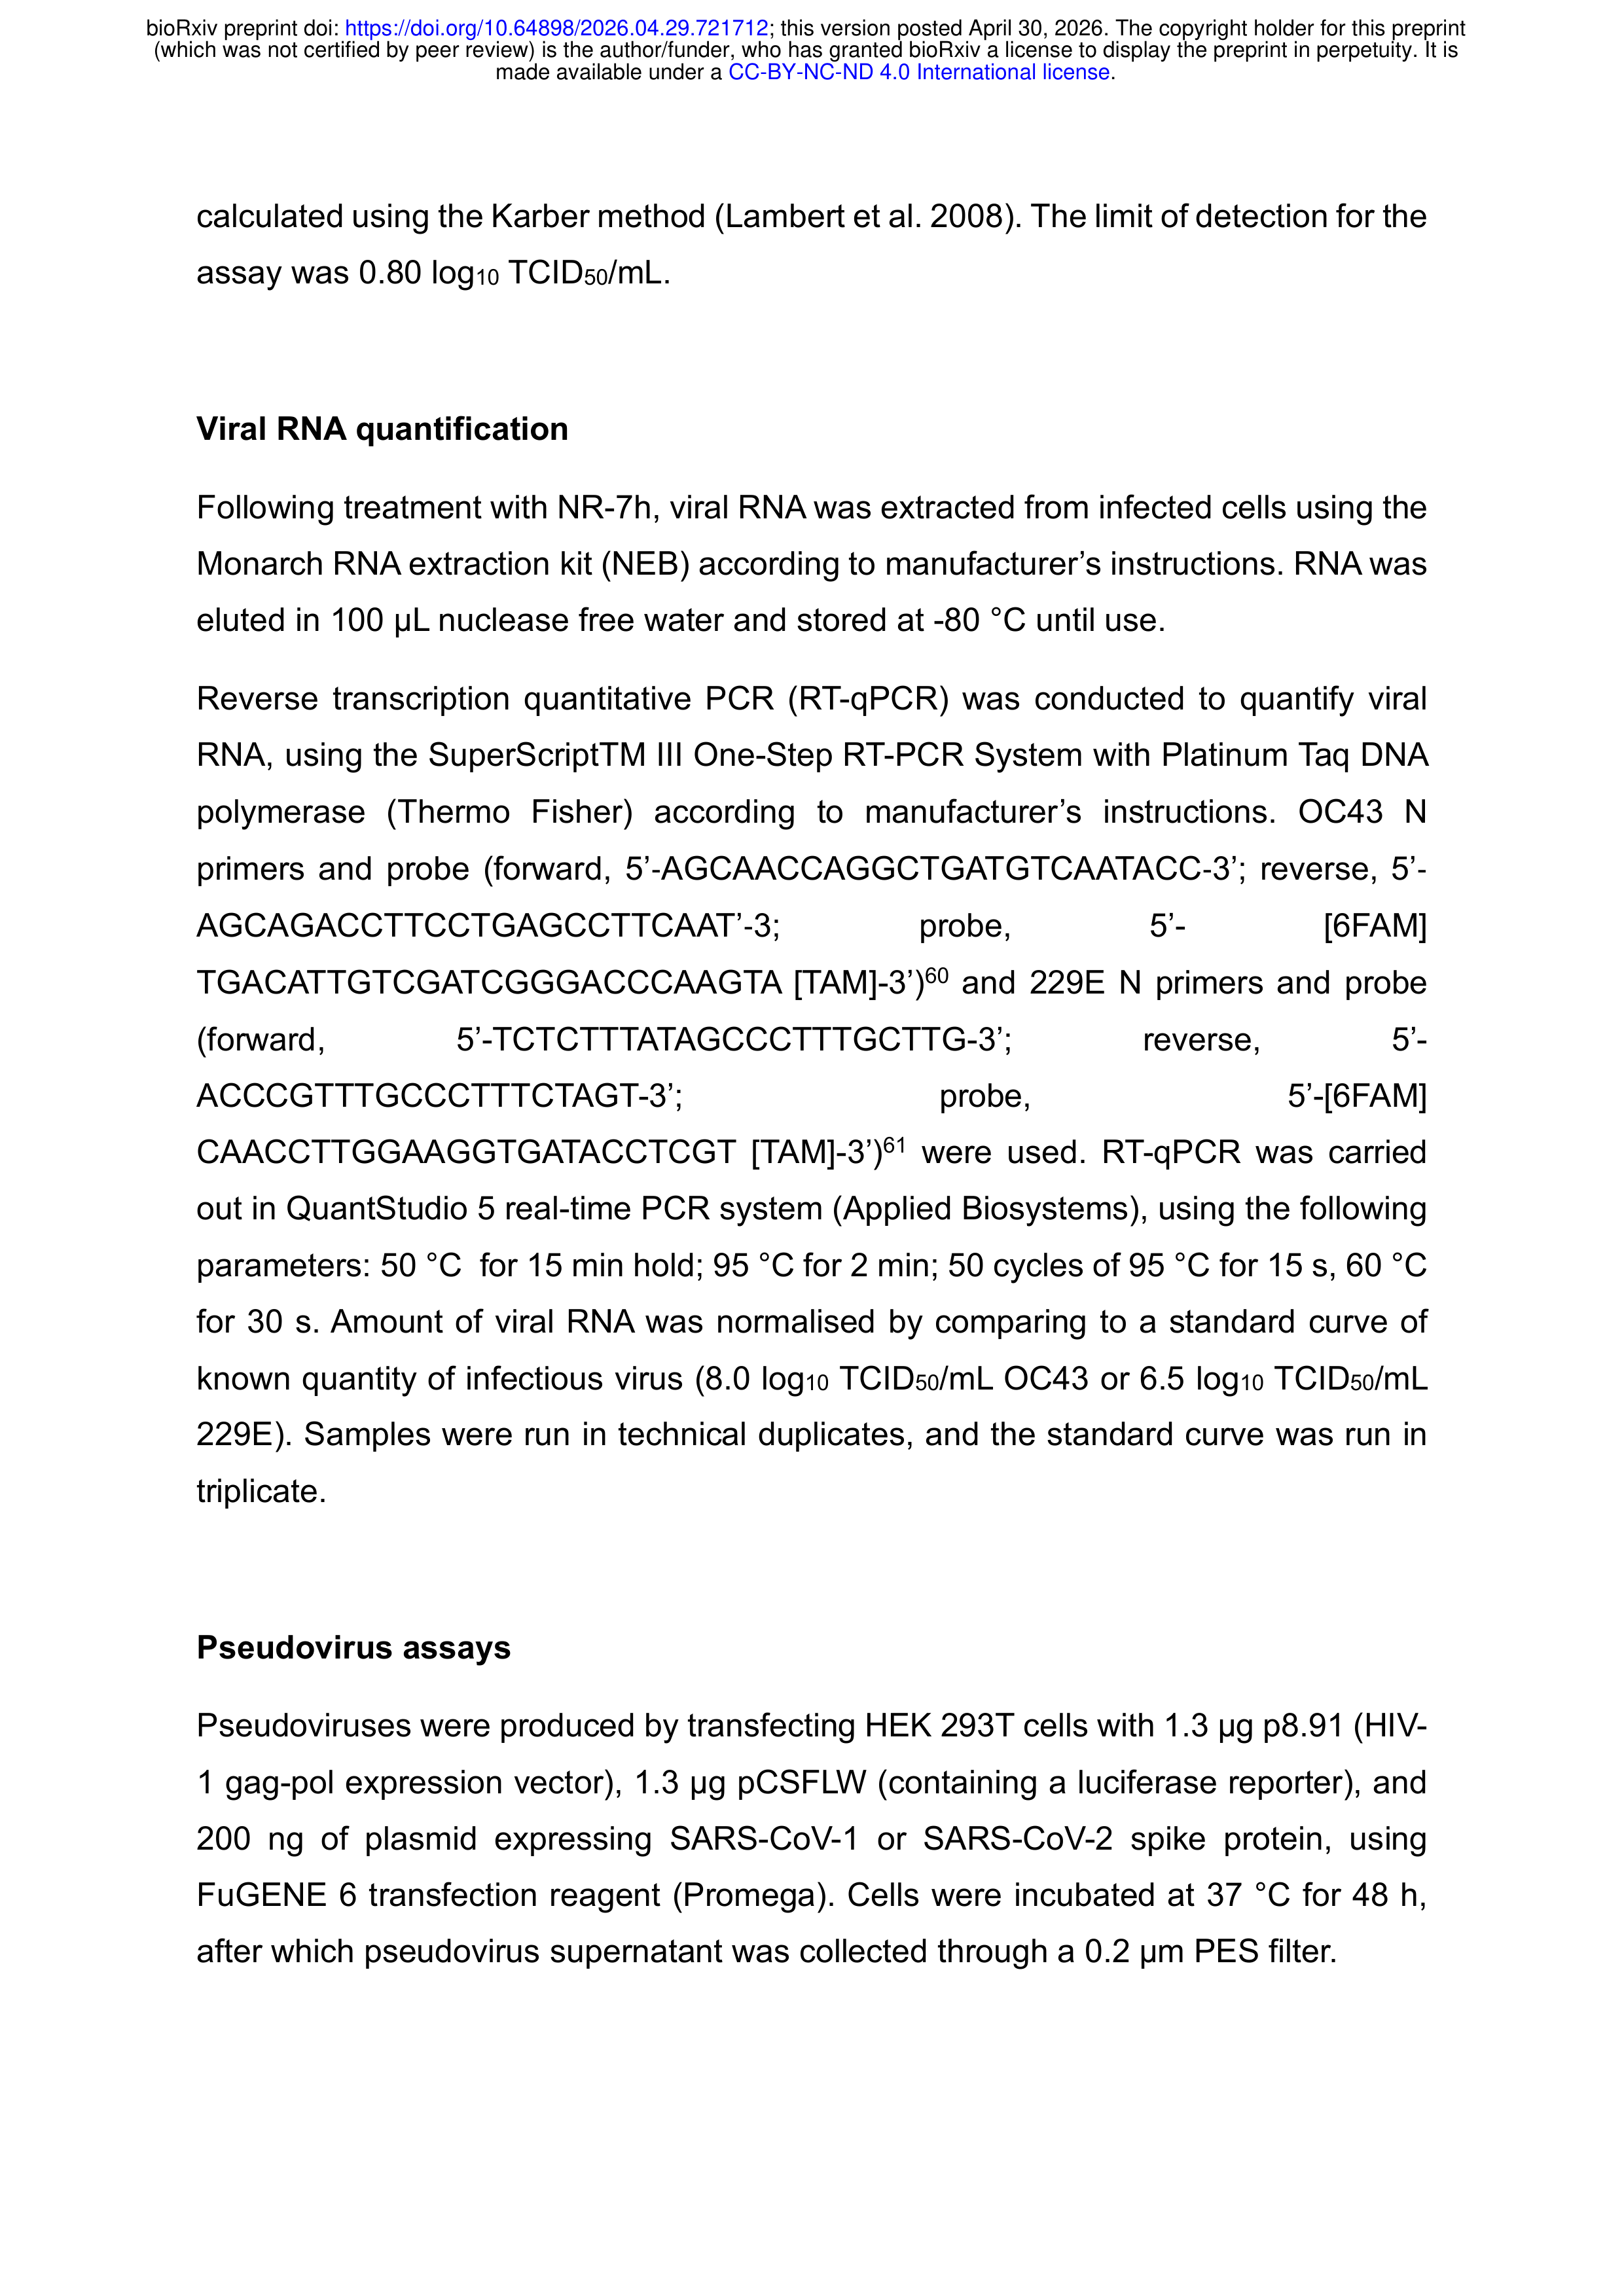 bioRxiv preprint doi: https://doi.org/10.64898/2026.04.29.721712; this version posted April 30, 2026. The copyright holder for this preprint
(which was not certified by peer review) is the author/funder, who has granted bioRxiv a license to display the preprint in perpetuity. It is
made available under a CC-BY-NC-ND 4.0 International license.
calculated using the Karber method (Lambert et al. 2008). The limit of detection for the
assay was 0.80 log10 TCID50/mL.
Viral RNA quantification
Following treatment with NR-7h, viral RNA was extracted from infected cells using the
Monarch RNA extraction kit (NEB) according to manufacturer’s instructions. RNA was
eluted in 100 µL nuclease free water and stored at -80 °C until use.
Reverse transcription quantitative PCR (RT-qPCR) was conducted to quantify viral
RNA, using the SuperScriptTM III One-Step RT-PCR System with Platinum Taq DNA
polymerase (Thermo Fisher) according to manufacturer’s instructions. OC43 N
primers and probe (forward, 5’-AGCAACCAGGCTGATGTCAATACC-3’; reverse, 5’-
AGCAGACCTTCCTGAGCCTTCAAT’-3; probe, 5’- [6FAM]
TGACATTGTCGATCGGGACCCAAGTA [TAM]-3’)60 and 229E N primers and probe
(forward, 5’-TCTCTTTATAGCCCTTTGCTTG-3’; reverse, 5’-
ACCCGTTTGCCCTTTCTAGT-3’; probe, 5’-[6FAM]
CAACCTTGGAAGGTGATACCTCGT [TAM]-3’)61 were used. RT-qPCR was carried
out in QuantStudio 5 real-time PCR system (Applied Biosystems), using the following
parameters: 50 °C  for 15 min hold; 95 °C for 2 min; 50 cycles of 95 °C for 15 s, 60 °C
for 30 s. Amount of viral RNA was normalised by comparing to a standard curve of
known quantity of infectious virus (8.0 log10 TCID50/mL OC43 or 6.5 log10 TCID50/mL
229E). Samples were run in technical duplicates, and the standard curve was run in
triplicate.
Pseudovirus assays
Pseudoviruses were produced by transfecting HEK 293T cells with 1.3 µg p8.91 (HIV-
1 gag-pol expression vector), 1.3 µg pCSFLW (containing a luciferase reporter), and
200 ng of plasmid expressing SARS-CoV-1 or SARS-CoV-2 spike protein, using
FuGENE 6 transfection reagent (Promega). Cells were incubated at 37 °C for 48 h,
after which pseudovirus supernatant was collected through a 0.2 µm PES filter.